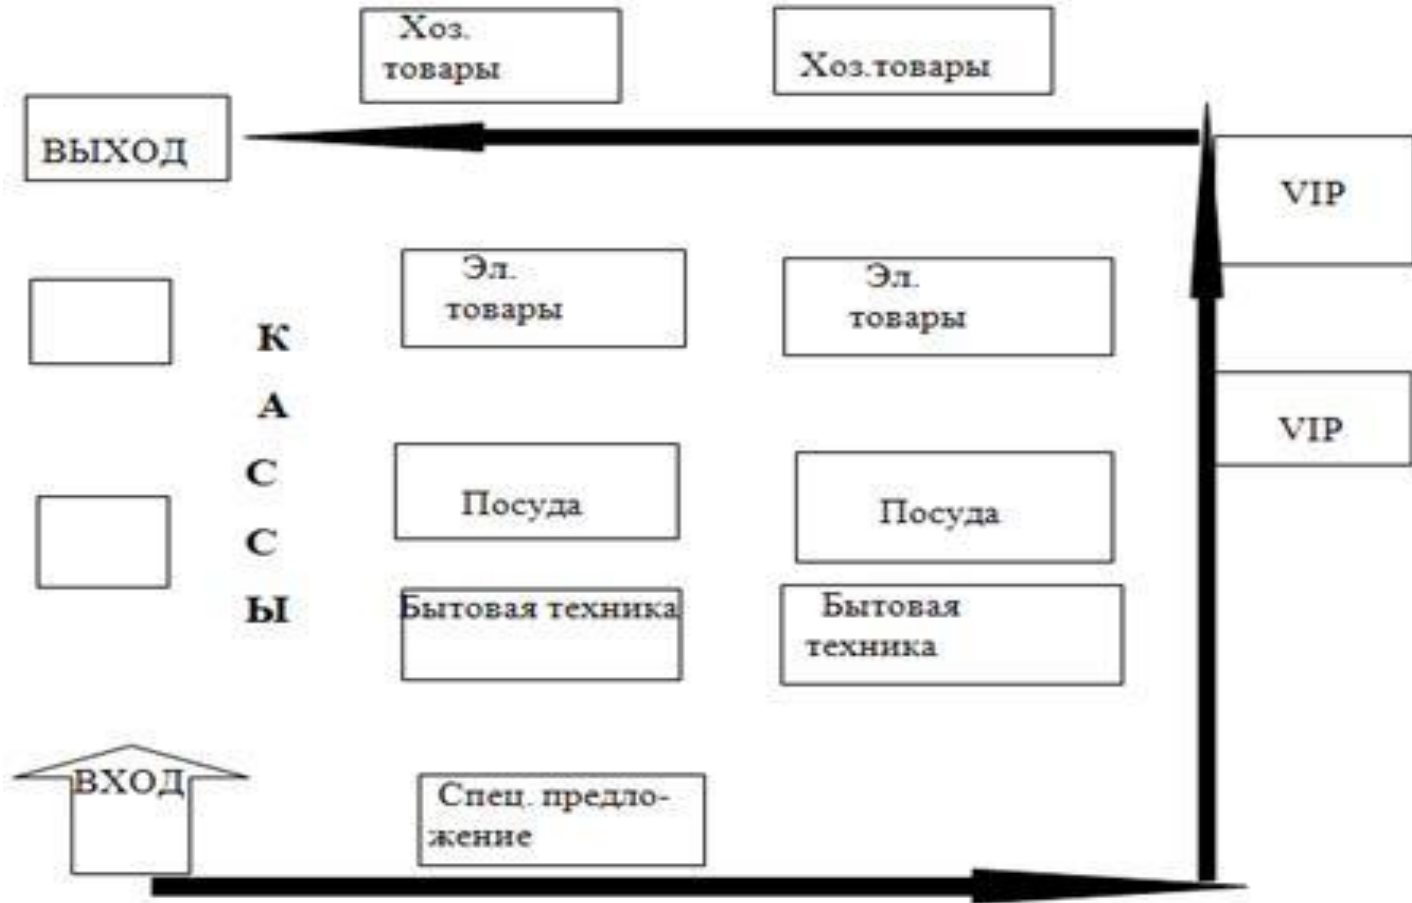 Хоз.
товары
Хоз.товары
ВЫХОД
VIP
Эл.
товары
Эл.
товары
К
А
С
С
Ы
VIP
Посуда
Посуда
Бытовая техника
Бытовая
техника
ВХОД
Спец. предло-
жение